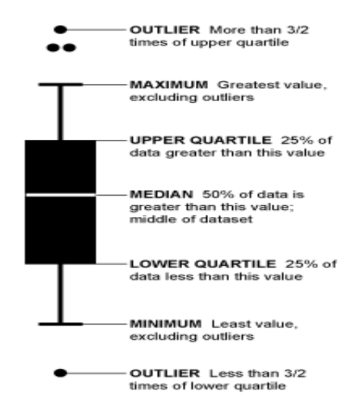 OUTLIER More than 3/2
times of upper quartile
MAXIMUM Greatest value,
excluding outliers
UPPER QUARTILE 25% of
data greater than this value
MEDIAN 50% of data is
greater than this value;
middle of dataset
LOWER QUARTILE 25% of
data less than this value
MINIMUM Least value,
excluding outliers
OUTLIER Less than 3/2
times of lower quartile